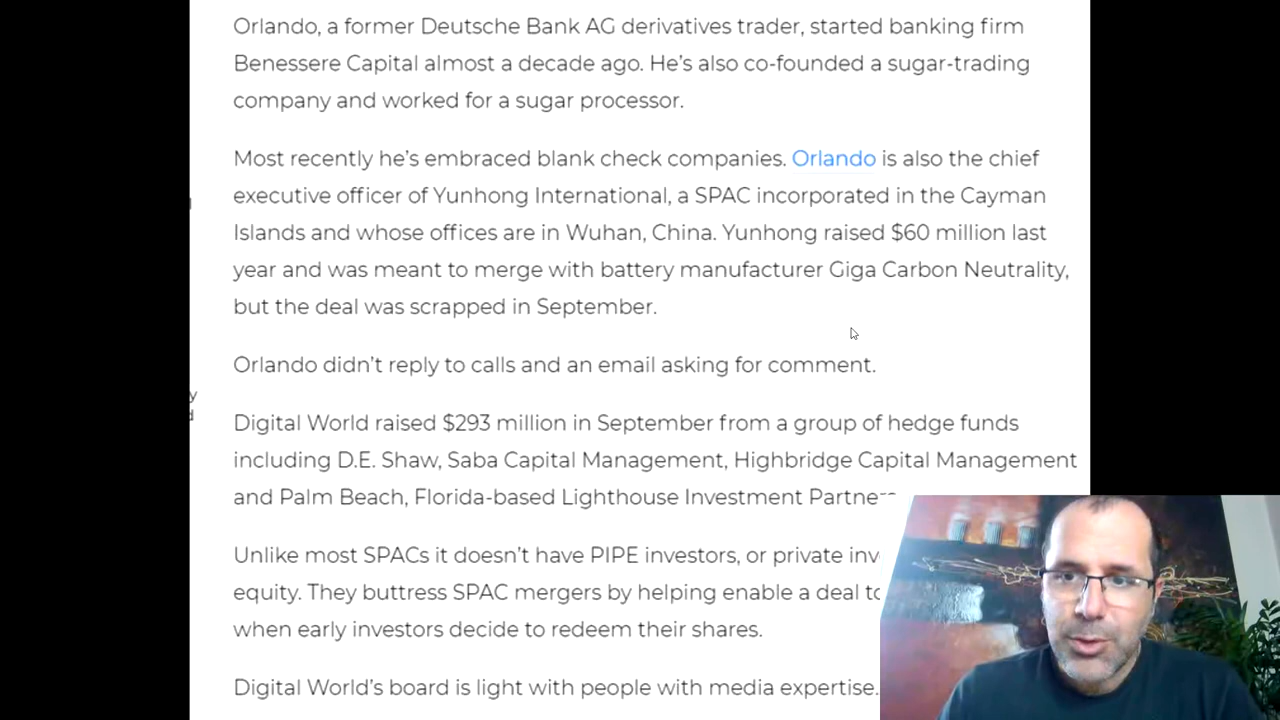 Orlando, a former Deutsche Bank AG derivatives trader, started banking firm
Benessere Capital almost a decade ago. He's also co-founded a sugar-trading
company and worked for a sugar processor.
Most recently he's embraced blank check companies. Orlando is also the chief
executive officer of Yunhong International, a SPAC incorporated in the Cayman
Islands and whose offices are in Wuhan, China. Yunhong raised $60 million last
year and was meant to merge with battery manufacturer Giga Carbon Neutrality,
but the deal was scrapped in September.
Orlando didn't reply to calls and an email asking for comment.
Digital World raised $293 million in September from a group of hedge funds
including D.E. Shaw, Saba Capital Management, Highbridge Capital Management
and Palm Beach, Florida-based Lighthouse Investment Partners
Unlike most SPACs it doesn't have PIPE investors, or private
equity. They buttress SPAC mergers by helping enable a deal
when early investors decide to redeem their shares.
Digital World's board is light with people with media expertise.